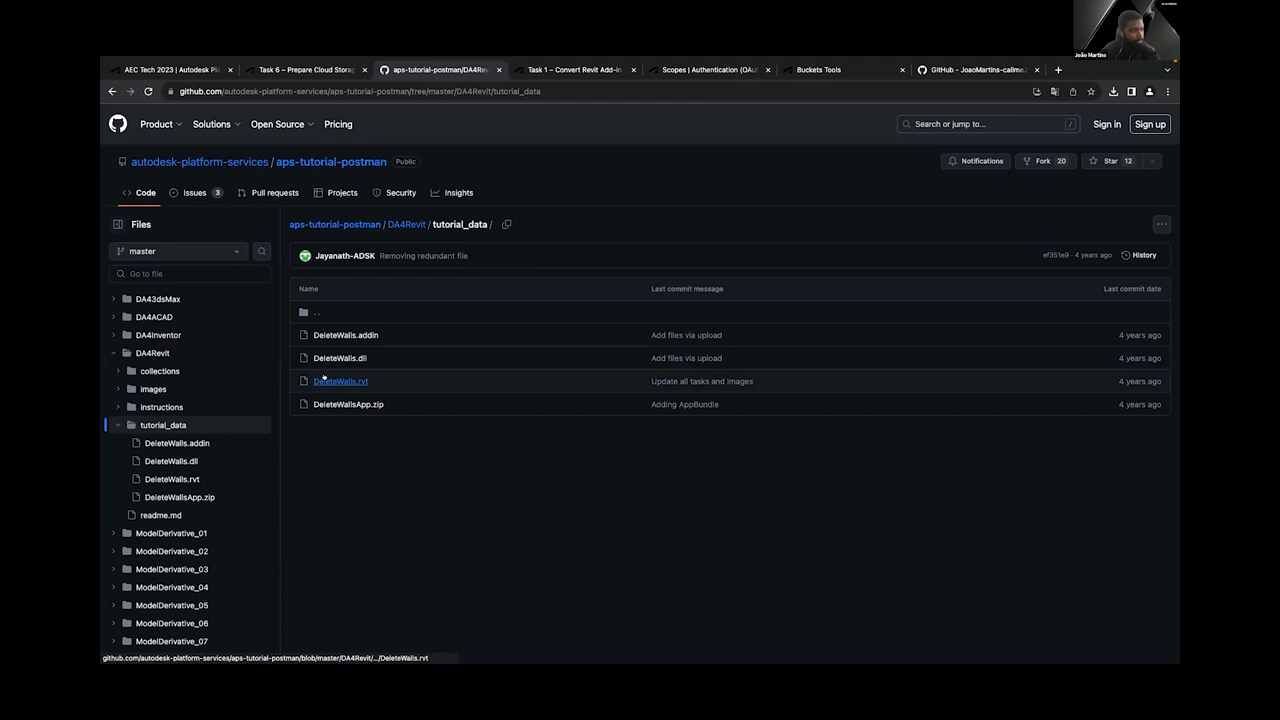 João Martins
AEC Tech 2023 | Autodesk Pl
Task 6 – Prepare Cloud Storag
aps-tutorial-postman/DA4Rev
Task 1 – Convert Revit Add-in
Scopes | Authentication (OAu
Buckets Tools
GitHub - JoaoMartins-callmeJ
github.com/autodesk-platform-services/aps-tutorial-postman/tree/master/DA4Revit/tutorial_data
Product
Solutions
Open Source
Pricing
Search or jump to...
/
Sign in
Sign up
autodesk-platform-services / aps-tutorial-postman
Public
Notifications
Fork 20
Star 12
Code
Issues 3
Pull requests
Projects
Security
Insights
Files
master
Go to file
DA43dsMax
DA4ACAD
DA4Inventor
DA4Revit
collections
images
instructions
tutorial_data
DeleteWalls.addin
DeleteWalls.dll
DeleteWalls.rvt
DeleteWallsApp.zip
readme.md
ModelDerivative_01
ModelDerivative_02
ModelDerivative_03
ModelDerivative_04
ModelDerivative_05
ModelDerivative_06
ModelDerivative_07
aps-tutorial-postman / DA4Revit / tutorial_data /
Jayanath-ADSK Removing redundant file
ef351e9 · 4 years ago
History
Name Last commit message Last commit date
..
DeleteWalls.addin Add files via upload 4 years ago
DeleteWalls.dll Add files via upload 4 years ago
DeleteWalls.rvt Update all tasks and images 4 years ago
DeleteWallsApp.zip Adding AppBundle 4 years ago
github.com/autodesk-platform-services/aps-tutorial-postman/blob/master/DA4Revit/.../DeleteWalls.rvt